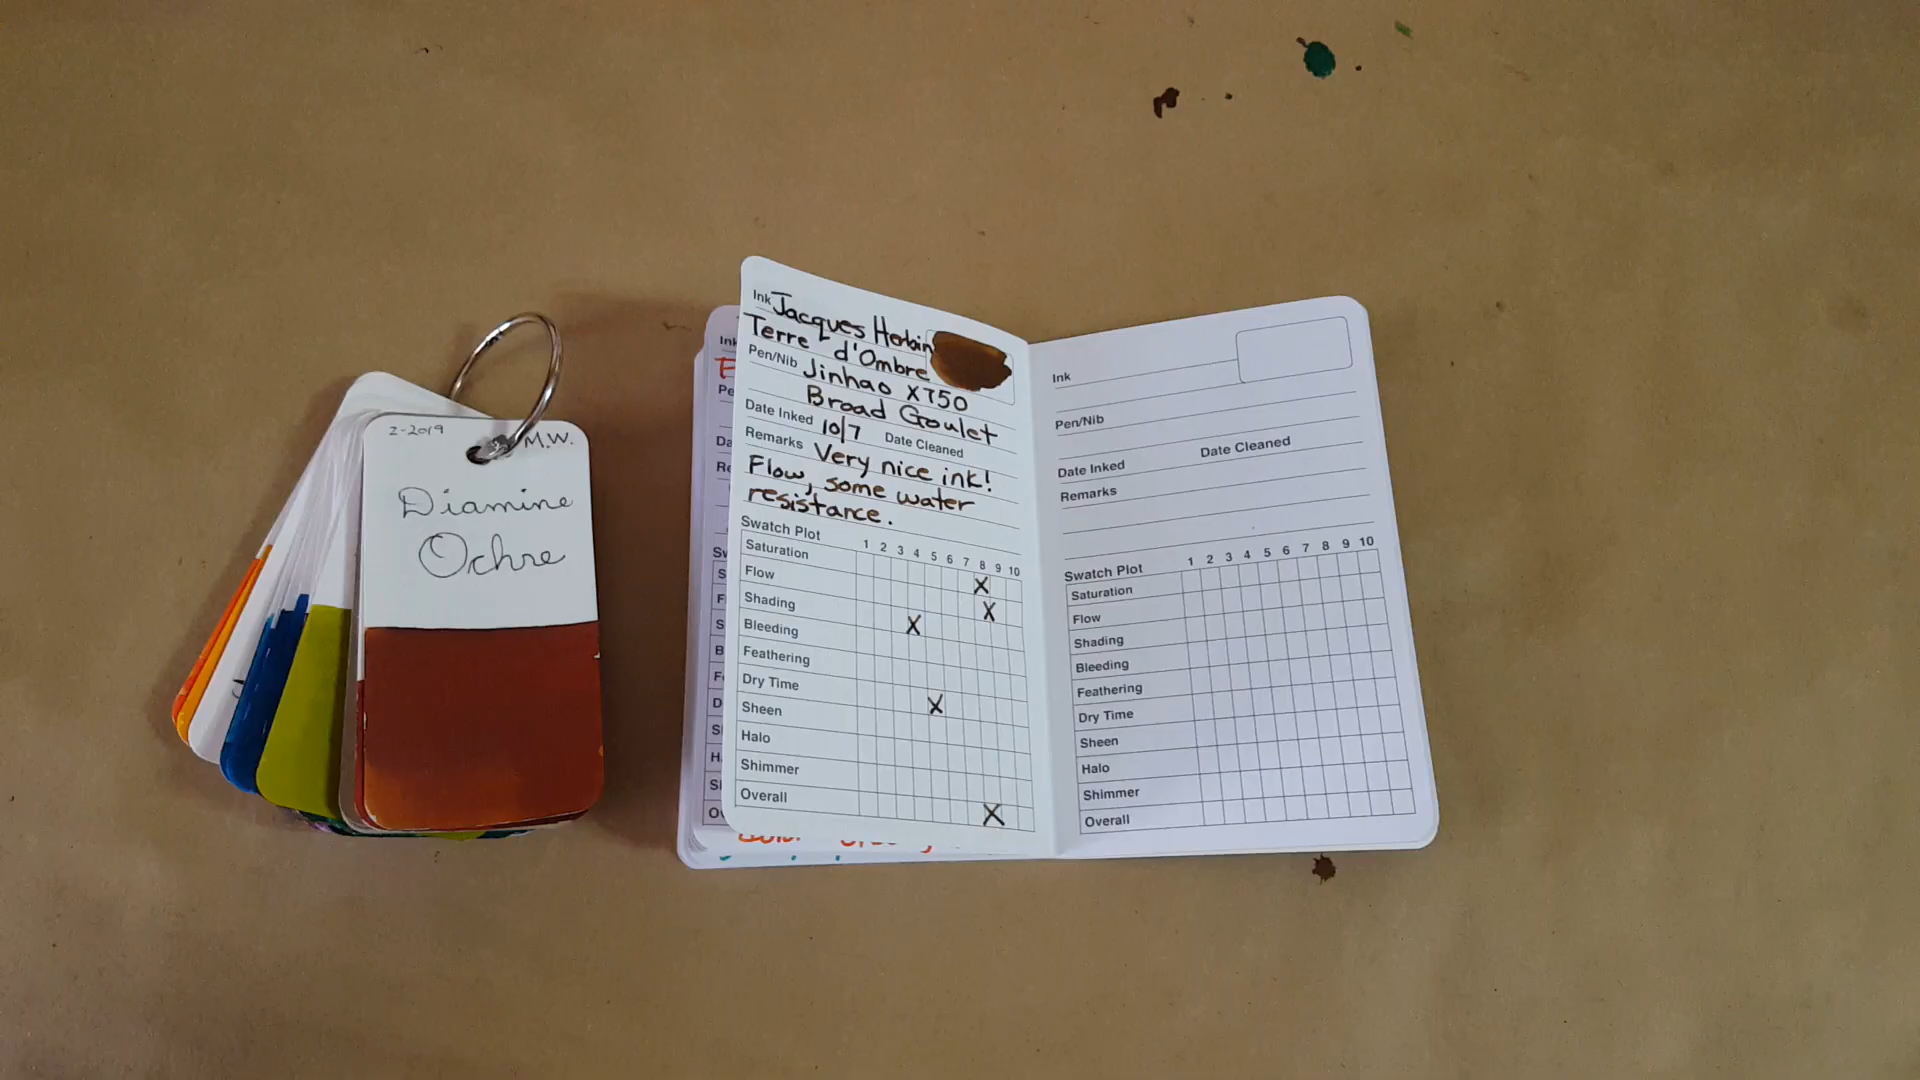 z-2019 M.W.
Diamine
Ochre
Ink Jacques Herbin
Terre d'Ombre
Pen/Nib Jinhao X750
Broad Goulet
Date Inked 10/7 Date Cleaned
Remarks Very nice ink!
Flow, some water
resistance.
Swatch Plot 1 2 3 4 5 6 7 8 9 10
Saturation X
Flow X
Shading X
Bleeding
Feathering
Dry Time X
Sheen
Halo
Shimmer
Overall X
Ink
Pen/Nib
Date Inked Date Cleaned
Remarks
Swatch Plot 1 2 3 4 5 6 7 8 9 10
Saturation
Flow
Shading
Bleeding
Feathering
Dry Time
Sheen
Halo
Shimmer
Overall